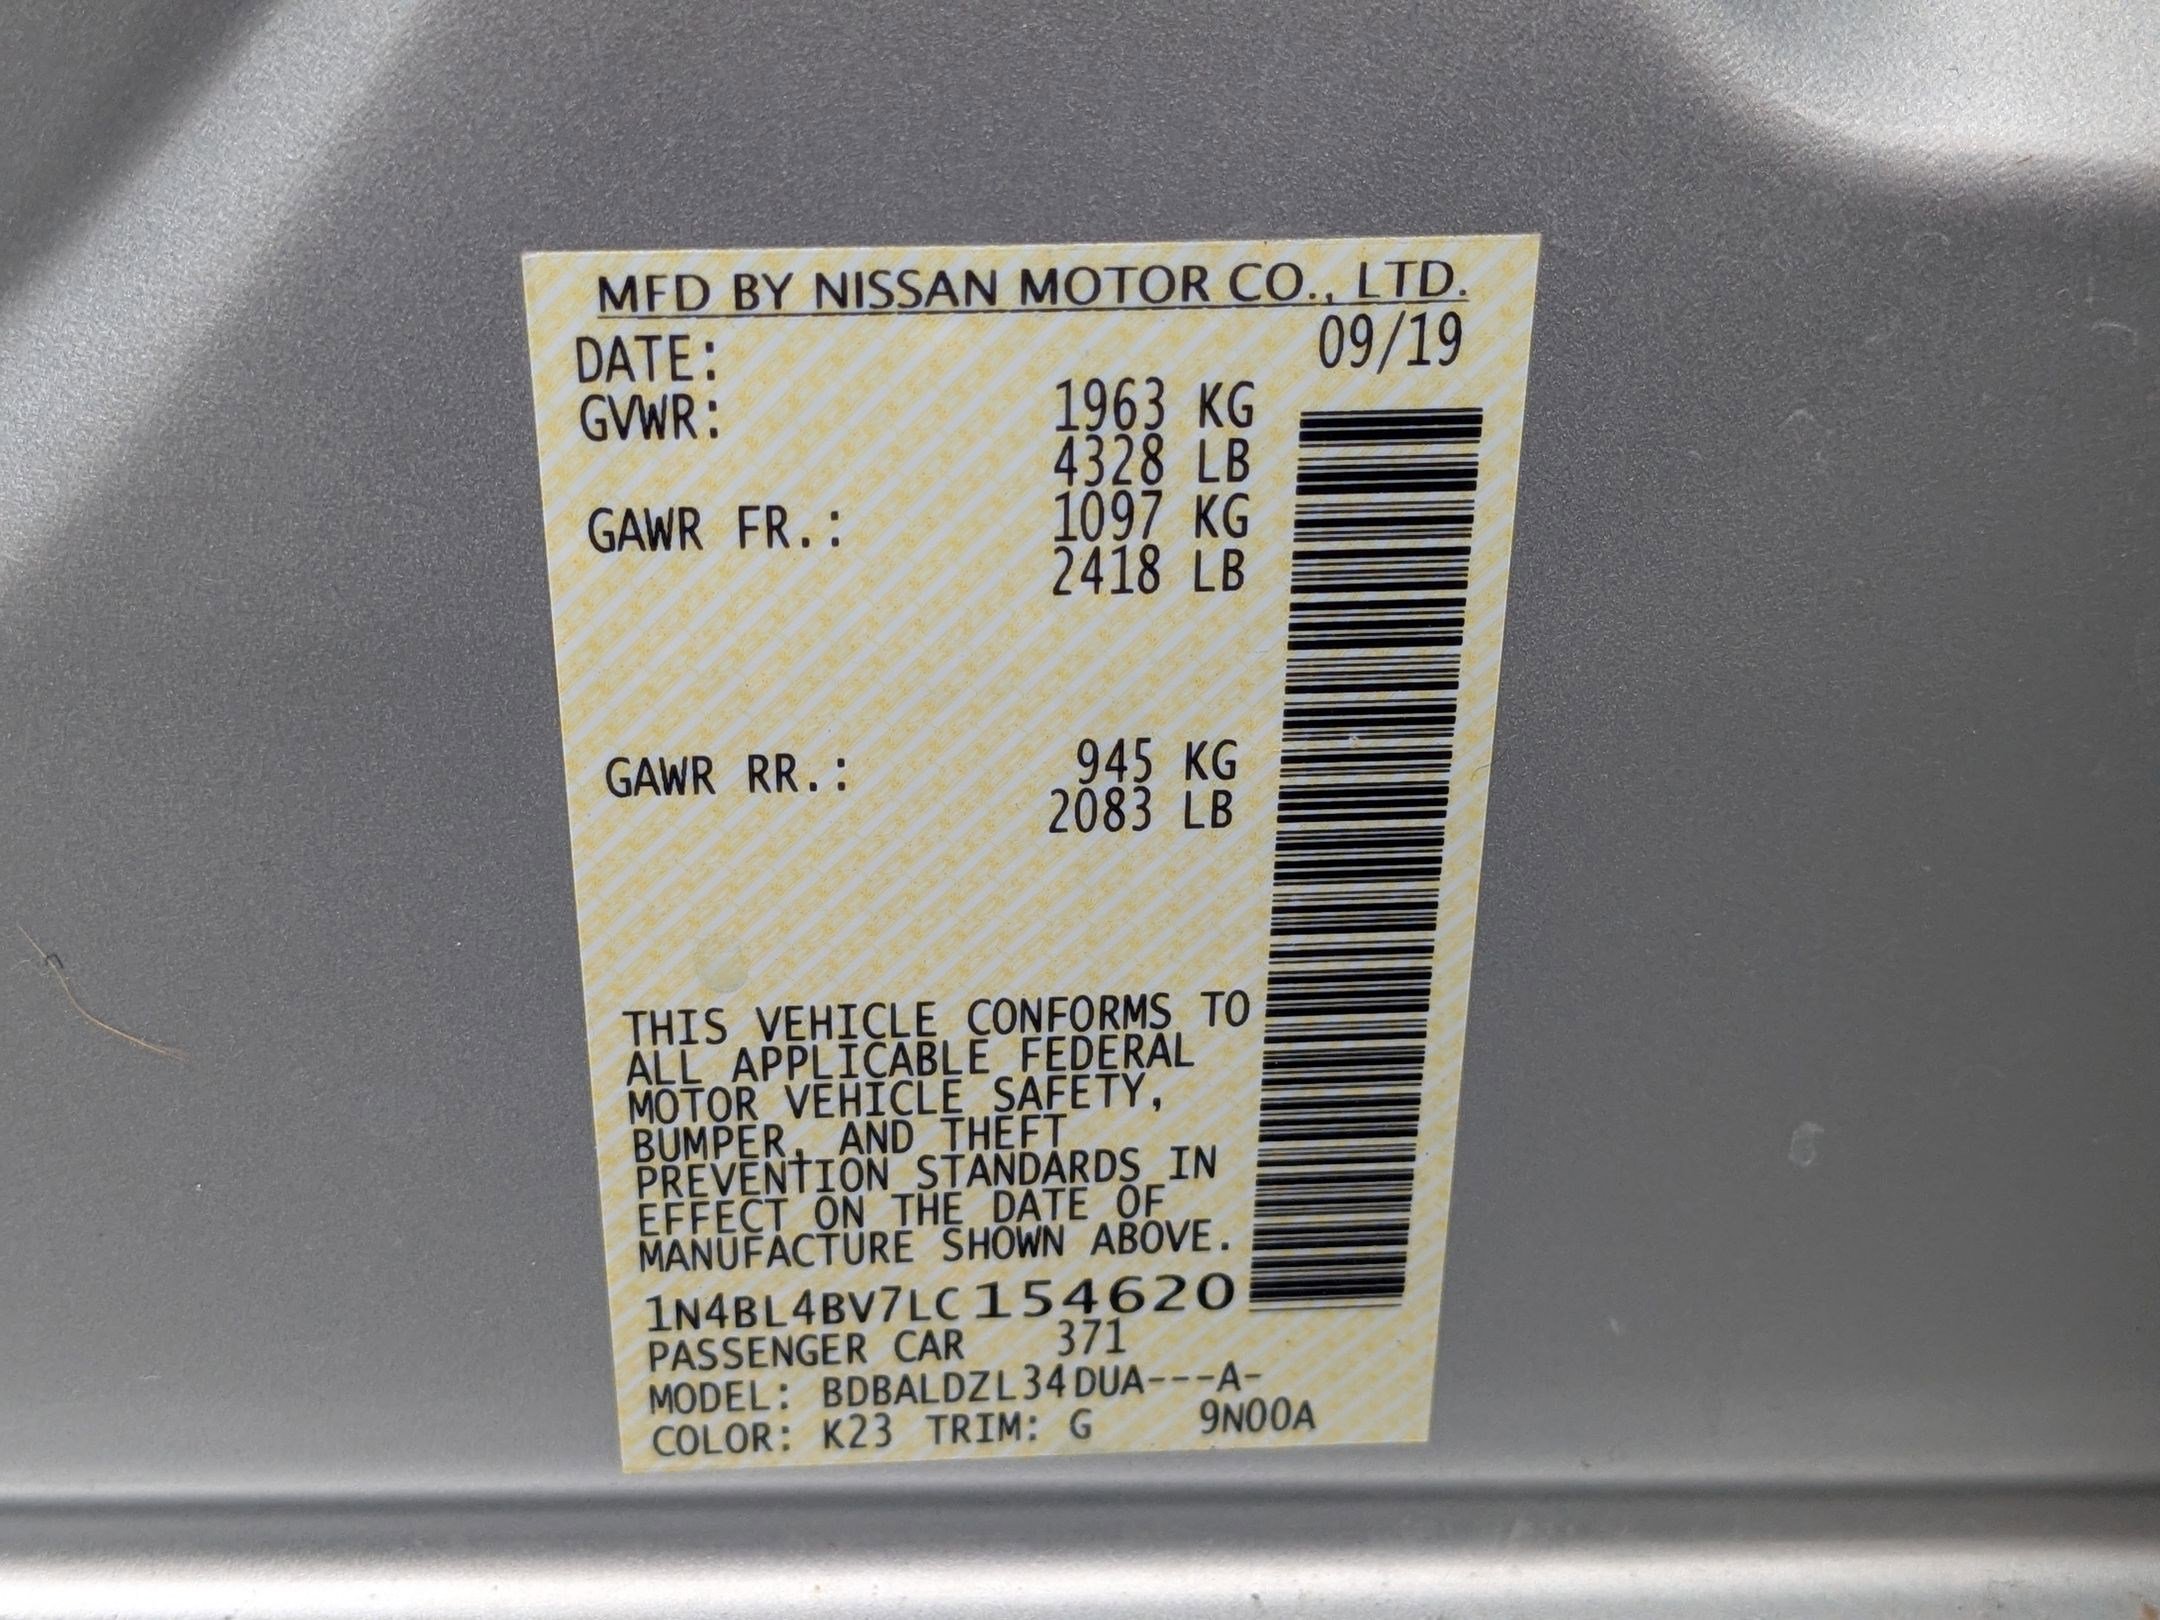 MFD BY NISSAN MOTOR CO., LTD.
DATE: 09/19
GVWR: 1963 KG
4328 LB
GAWR FR.: 1097 KG
2418 LB
GAWR RR.: 945 KG
2083 LB
THIS VEHICLE CONFORMS TO
ALL APPLICABLE FEDERAL
MOTOR VEHICLE SAFETY,
BUMPER, AND THEFT
PREVENTION STANDARDS IN
EFFECT ON THE DATE OF
MANUFACTURE SHOWN ABOVE.
1N4BL4BV7LC154620
PASSENGER CAR 371
MODEL: BDBALDZL34DUA---A-
COLOR: K23 TRIM: G 9N00A